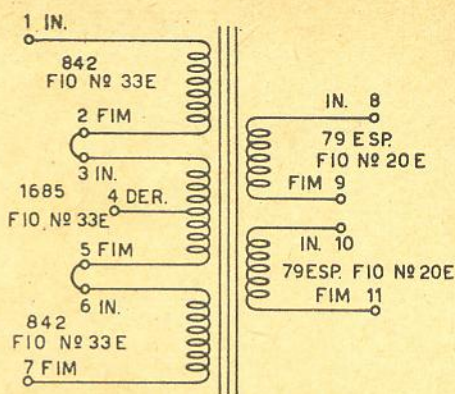 1 IN.
842
FIO Nº 33E
2 FIM
3 IN.
4 DER.
1685
FIO Nº 33E
5 FIM
6 IN.
842
FIO Nº 33E
7 FIM
IN. 8
79 ESP.
FIO Nº 20E
FIM 9
IN. 10
79ESP. FIO Nº 20E
FIM 11